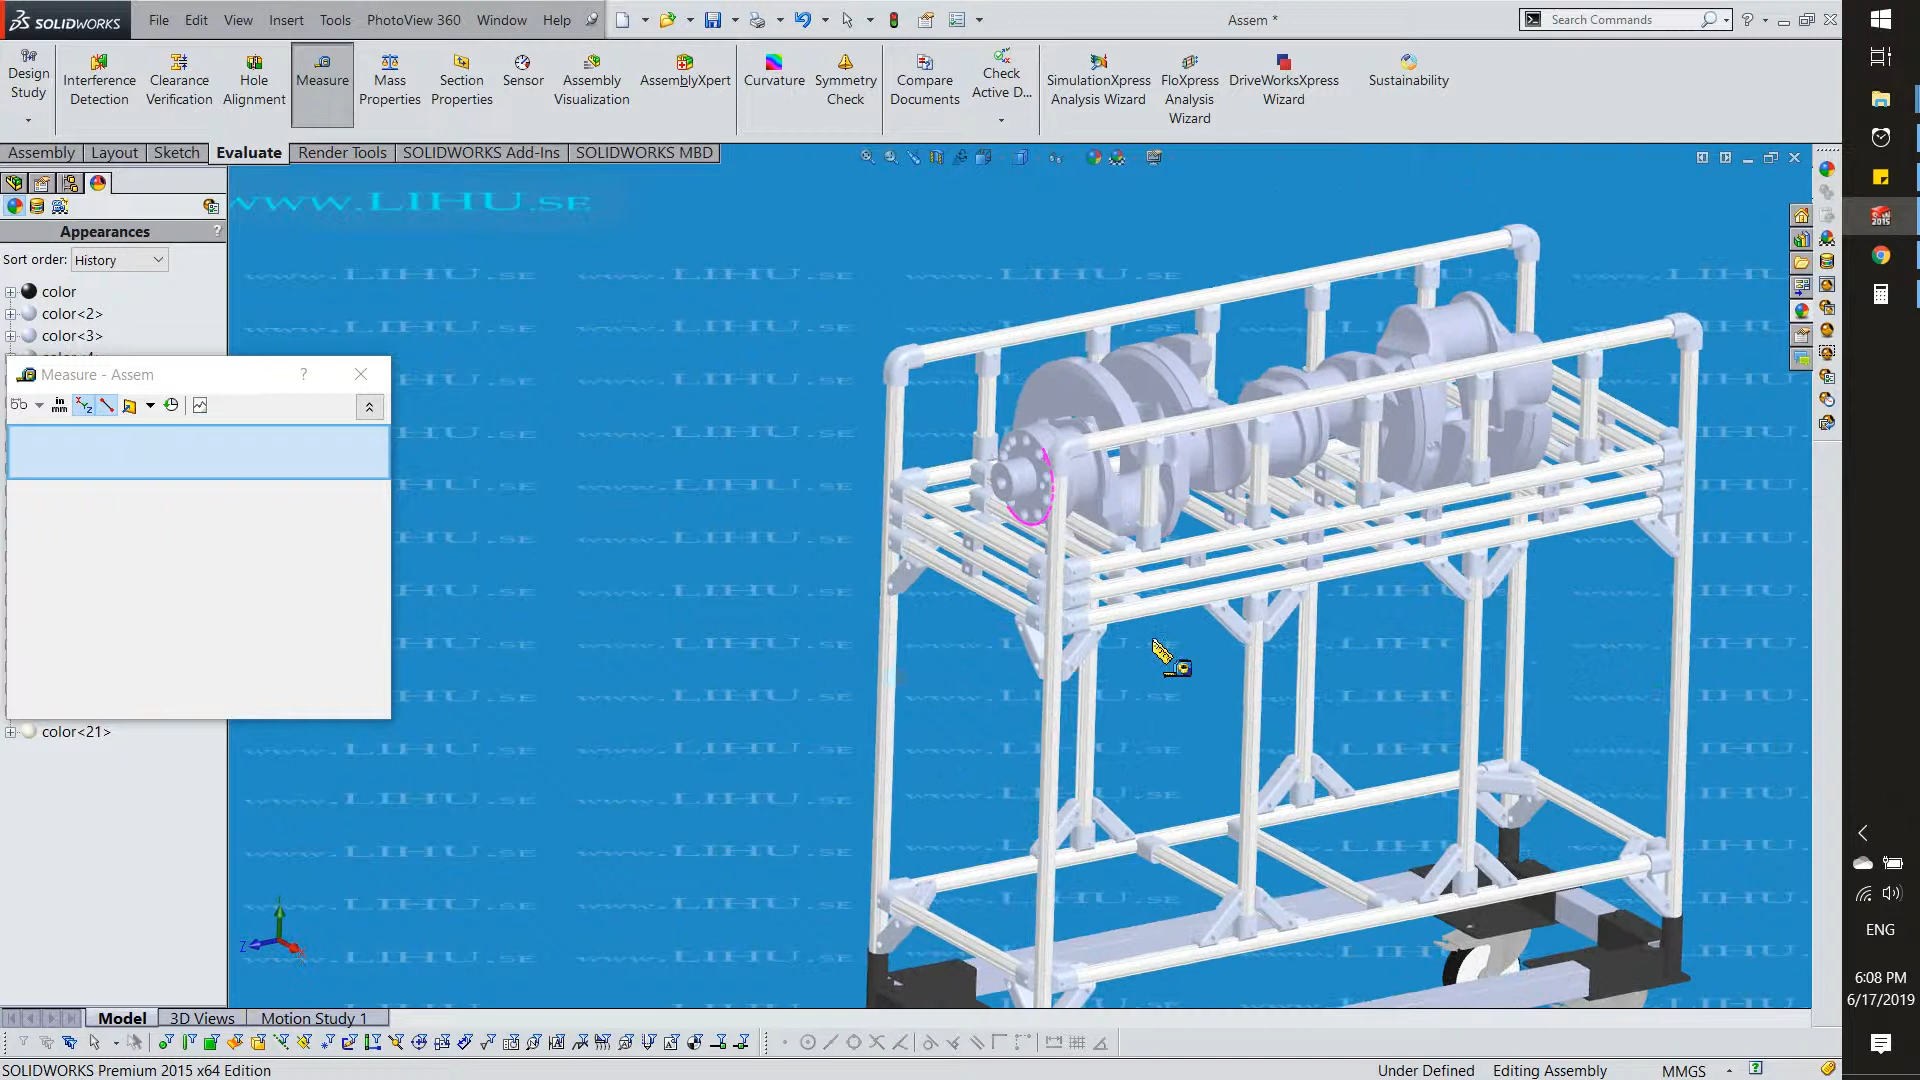 SOLIDWORKS
File Edit View Insert Tools PhotoView 360 Window Help
Assem *
Search Commands
Design Study
Interference Detection
Clearance Verification
Hole Alignment
Measure
Mass Properties
Section Properties
Sensor
Assembly Visualization
AssemblyXpert
Curvature
Symmetry Check
Compare Documents
Check Active D...
SimulationXpress Analysis Wizard
FloXpress Analysis Wizard
DriveWorksXpress Wizard
Sustainability
Assembly Layout Sketch Evaluate Render Tools SOLIDWORKS Add-Ins SOLIDWORKS MBD
www.LIHU.SE
Appearances ?
Sort order: History
color
color<2>
color<3>
Measure - Assem ?
in mm
color<21>
Z
X
Model 3D Views Motion Study 1
SOLIDWORKS Premium 2015 x64 Edition
Under Defined Editing Assembly MMGS
2015
ENG
6:08 PM
6/17/2019